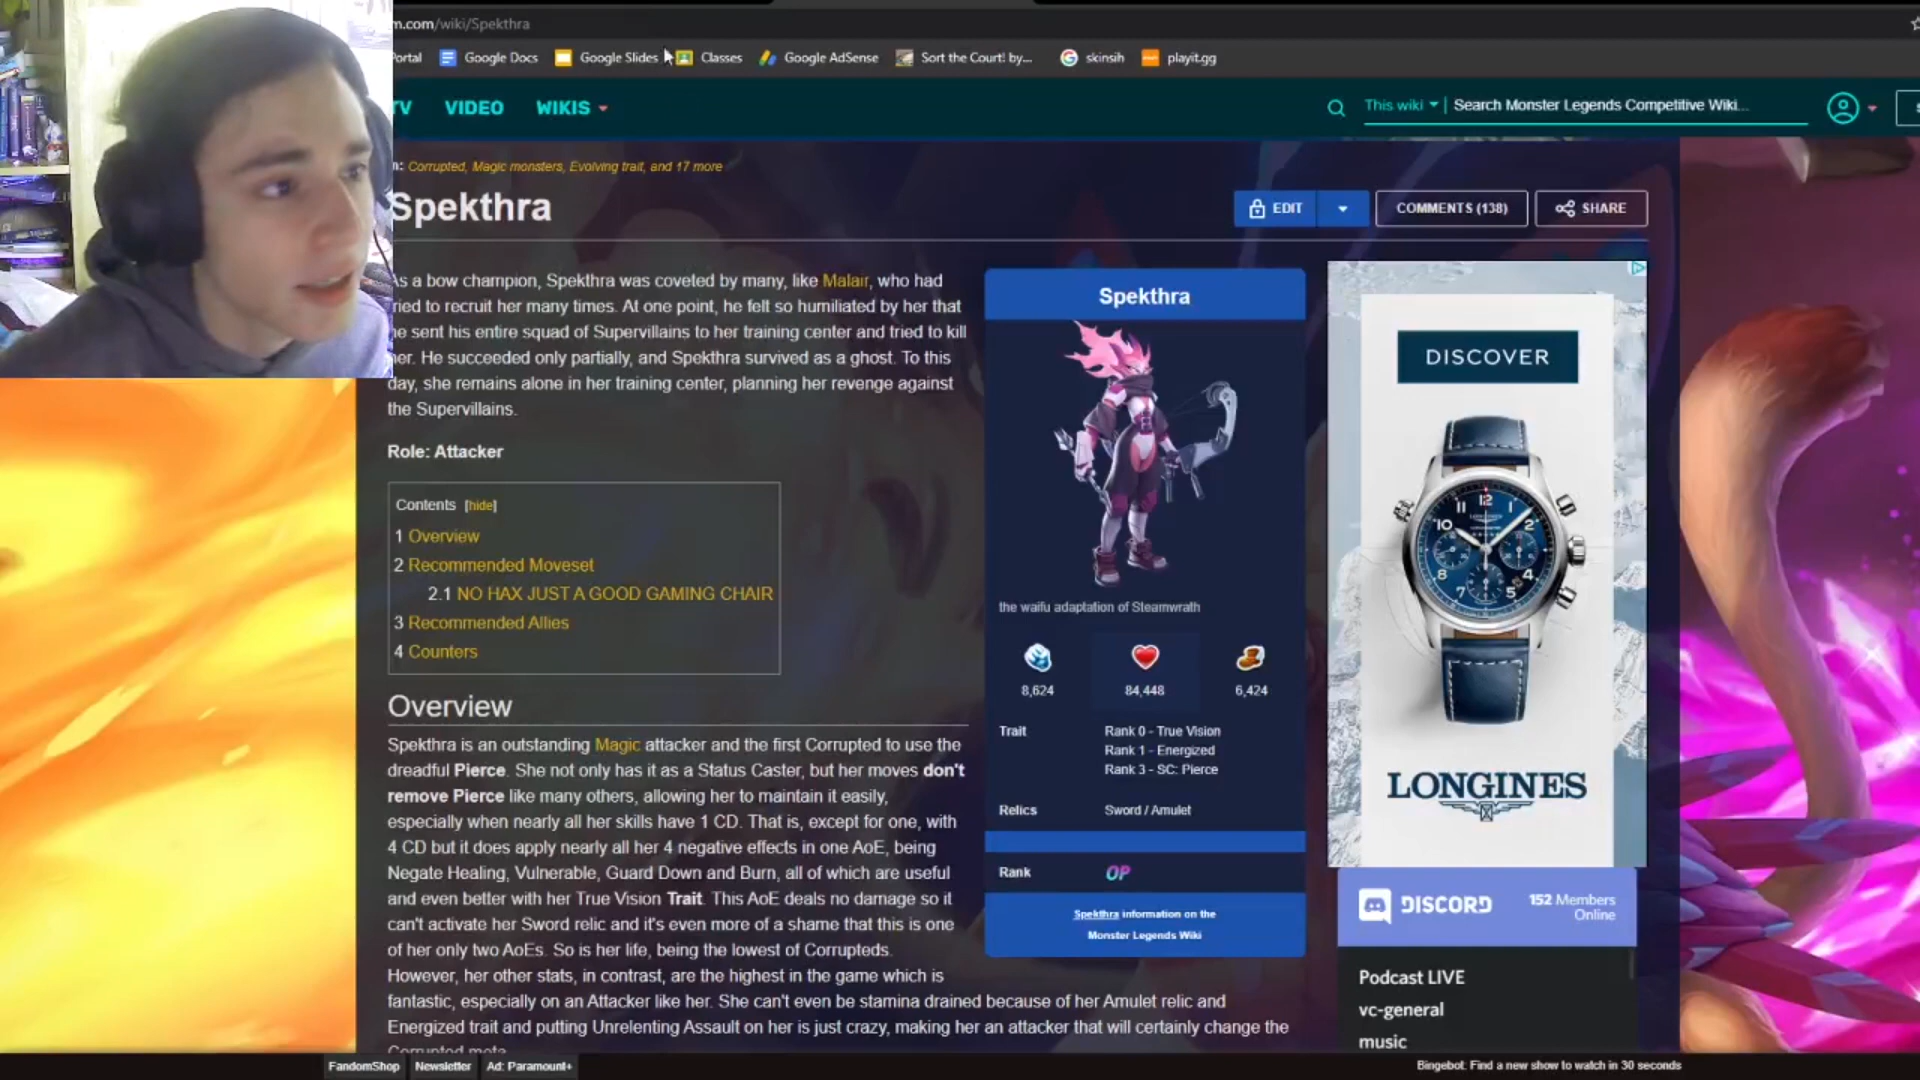 m.com/wiki/Spekthra
Portal Google Docs Google Slides Classes Google AdSense Sort the Court! by... skinsih playit.gg
TV VIDEO WIKIS This wiki Search Monster Legends Competitive Wiki...
n: Corrupted, Magic monsters, Evolving trait, and 17 more
Spekthra
EDIT COMMENTS (138) SHARE
As a bow champion, Spekthra was coveted by many, like Malair, who had
tried to recruit her many times. At one point, he felt so humiliated by her that
he sent his entire squad of Supervillains to her training center and tried to kill
her. He succeeded only partially, and Spekthra survived as a ghost. To this
day, she remains alone in her training center, planning her revenge against
the Supervillains.
Role: Attacker
Contents [hide]
1 Overview
2 Recommended Moveset
2.1 NO HAX JUST A GOOD GAMING CHAIR
3 Recommended Allies
4 Counters
Overview
Spekthra is an outstanding Magic attacker and the first Corrupted to use the
dreadful Pierce. She not only has it as a Status Caster, but her moves don't
remove Pierce like many others, allowing her to maintain it easily,
especially when nearly all her skills have 1 CD. That is, except for one, with
4 CD but it does apply nearly all her 4 negative effects in one AoE, being
Negate Healing, Vulnerable, Guard Down and Burn, all of which are useful
and even better with her True Vision Trait. This AoE deals no damage so it
can't activate her Sword relic and it's even more of a shame that this is one
of her only two AoEs. So is her life, being the lowest of Corrupteds.
However, her other stats, in contrast, are the highest in the game which is
fantastic, especially on an Attacker like her. She can't even be stamina drained because of her Amulet relic and
Energized trait and putting Unrelenting Assault on her is just crazy, making her an attacker that will certainly change the
Corrupted meta.
Spekthra
the waifu adaptation of Steamwrath
8,624 84,448 6,424
Trait Rank 0 - True Vision
Rank 1 - Energized
Rank 3 - SC: Pierce
Relics Sword / Amulet
Rank OP
Spekthra information on the
Monster Legends Wiki
DISCOVER
LONGINES
12
11 1
10 2
8 4
7 5
LONGINES
DISCORD 152 Members
Online
Podcast LIVE
vc-general
music
FandomShop Newsletter Ad: Paramount+ Bingebot: Find a new show to watch in 30 seconds